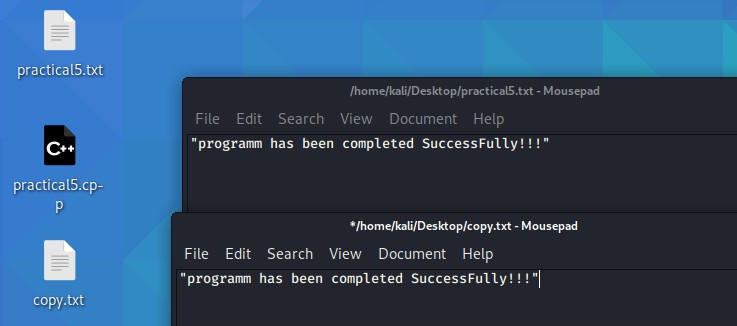 practical5.txt
C++
practical5.cp-
p
copy.txt
/home/kali/Desktop/practical5.txt - Mousepad
File Edit Search View Document Help
"programm has been completed SuccessFully!!!"
*/home/kali/Desktop/copy.txt - Mousepad
File Edit Search View Document Help
"programm has been completed SuccessFully!!!"